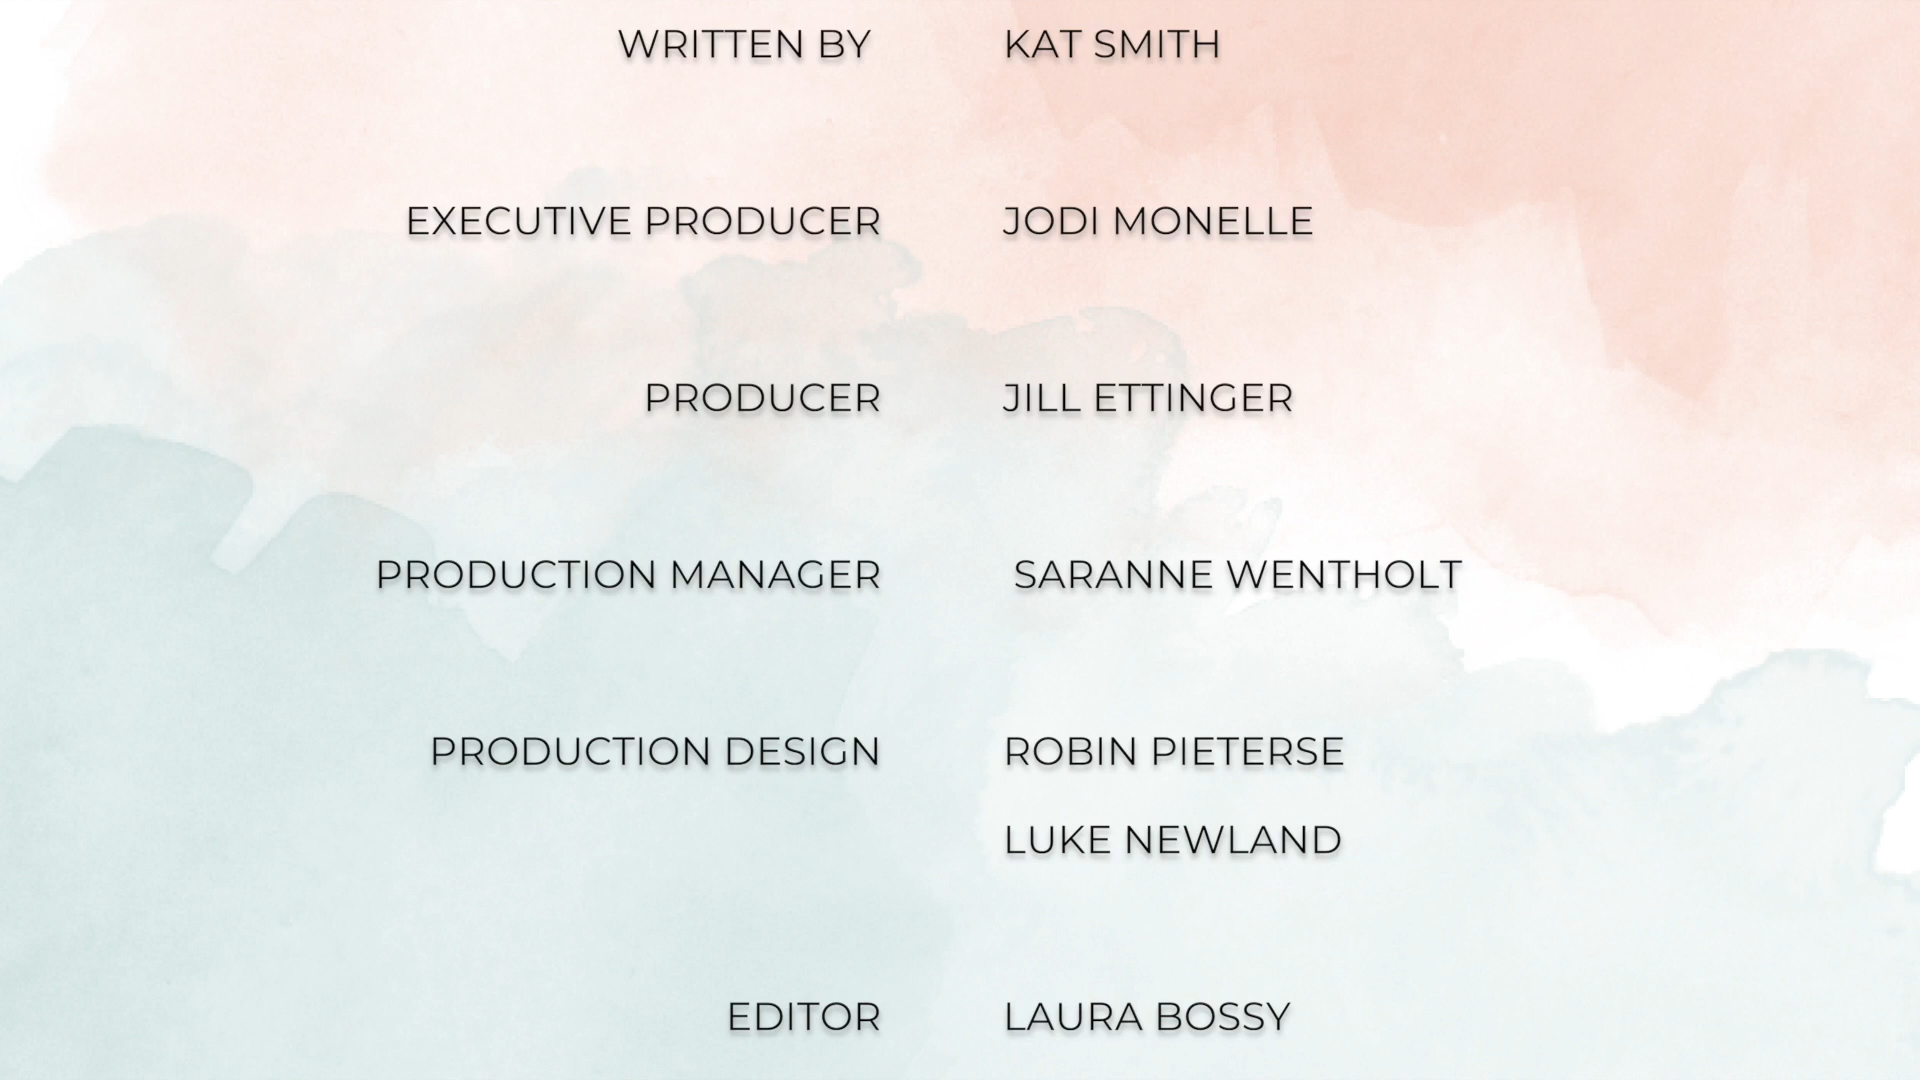 WRITTEN BY KAT SMITH
EXECUTIVE PRODUCER JODI MONELLE
PRODUCER JILL ETTINGER
PRODUCTION MANAGER SARANNE WENTHOLT
PRODUCTION DESIGN ROBIN PIETERSE
LUKE NEWLAND
EDITOR LAURA BOSSY